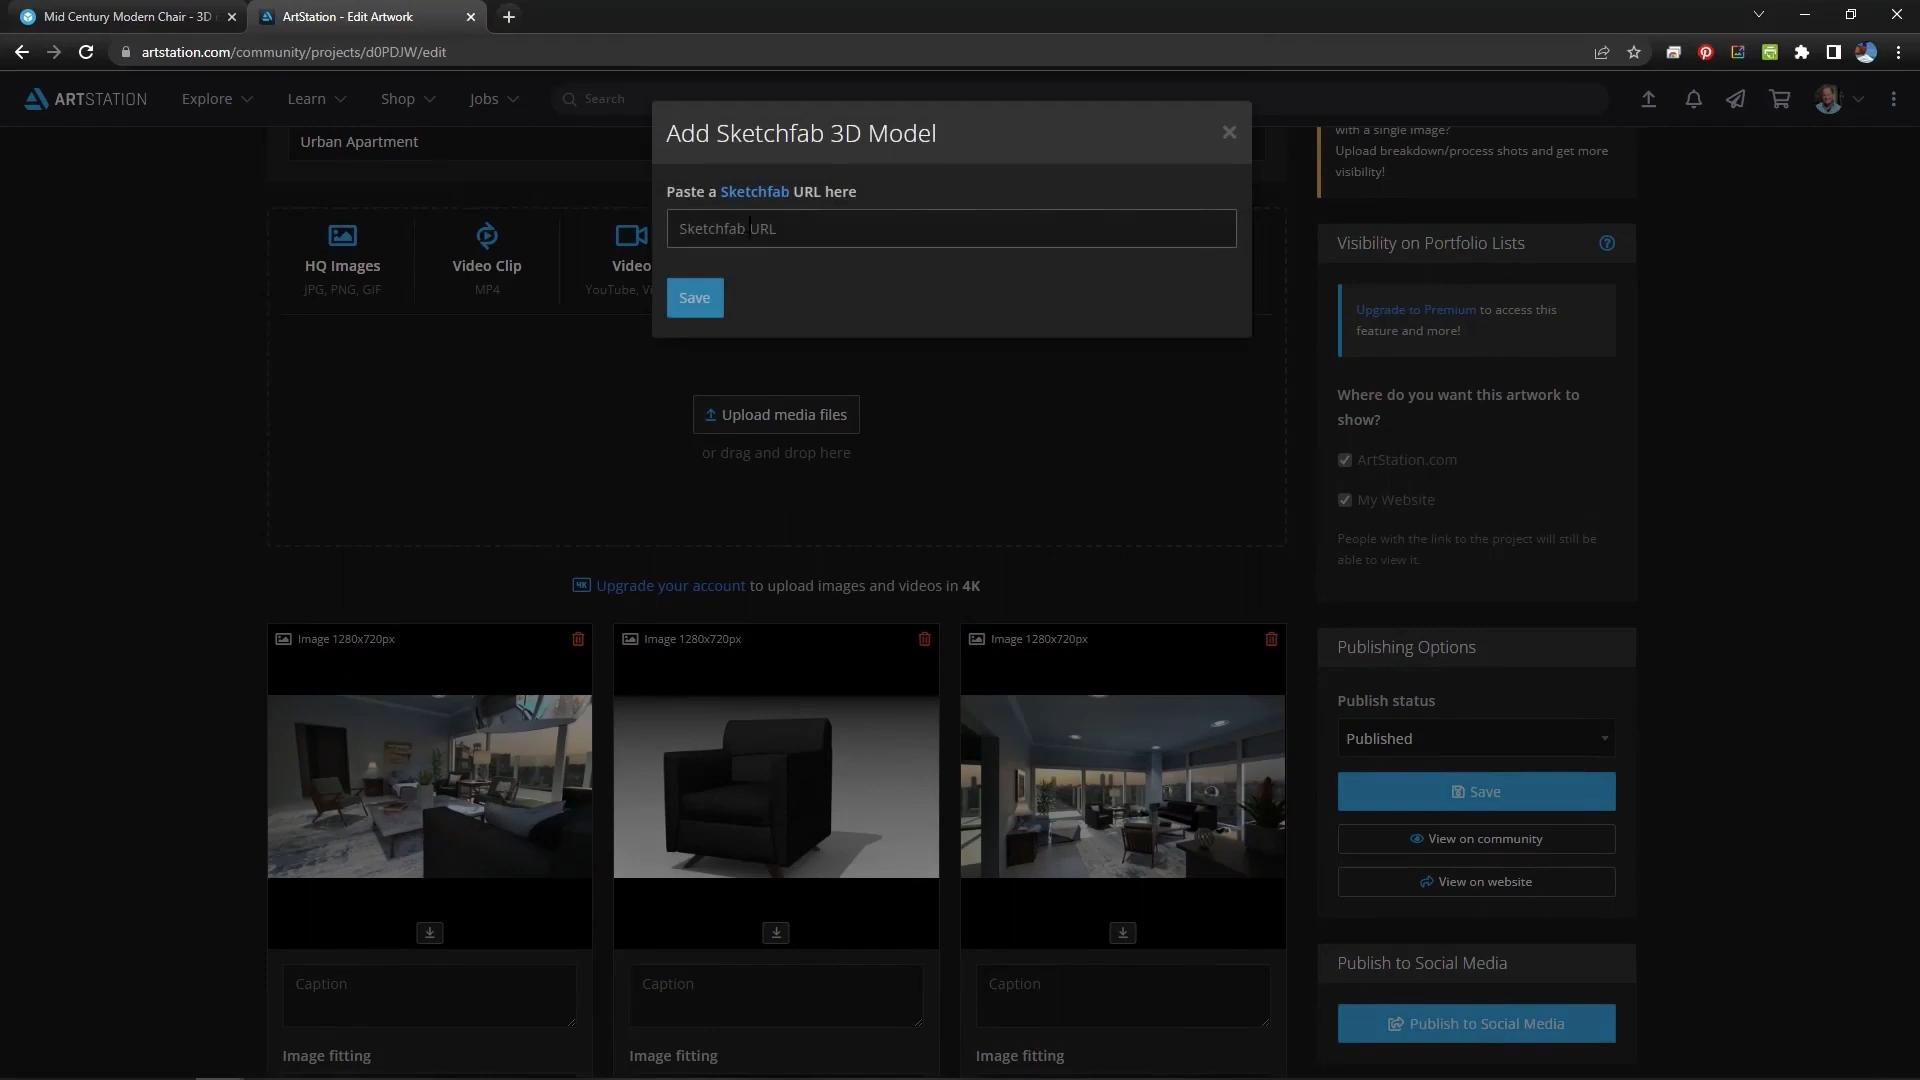 Mid Century Modern Chair - 3D
ArtStation - Edit Artwork
artstation.com/community/projects/d0PDJW/edit
ARTSTATION
Explore
Learn
Shop
Jobs
Search
Add Sketchfab 3D Model
Paste a Sketchfab URL here
Sketchfab URL
Save
Urban Apartment
HQ Images
JPG, PNG, GIF
Video Clip
MP4
Video
YouTube, Vi
Upload media files
or drag and drop here
4K Upgrade your account to upload images and videos in 4K
Image 1280x720px
Image 1280x720px
Image 1280x720px
Caption
Caption
Caption
Image fitting
Image fitting
Image fitting
with a single image?
Upload breakdown/process shots and get more
visibility!
Visibility on Portfolio Lists
Upgrade to Premium to access this
feature and more!
Where do you want this artwork to
show?
ArtStation.com
My Website
People with the link to the project will still be
able to view it.
Publishing Options
Publish status
Published
Save
View on community
View on website
Publish to Social Media
Publish to Social Media